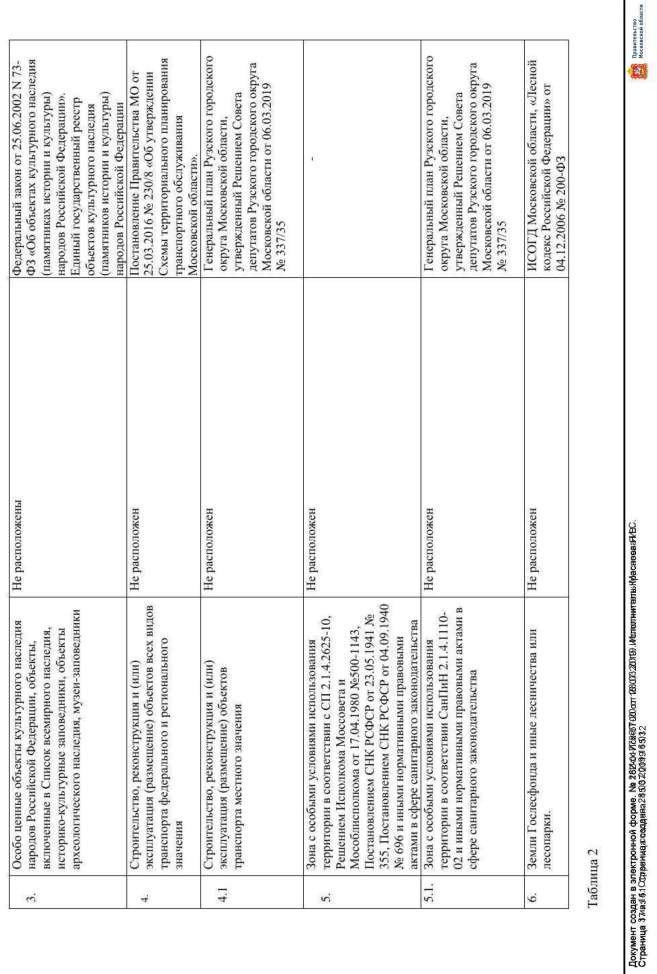 3.
Особо ценные объекты культурного наследия
народов Российской Федерации, объекты,
включенные в Список всемирного наследия,
историко-культурные заповедники, объекты
археологического наследия, музеи-заповедники
Не расположены
Федеральный закон от 25.06.2002 N 73-
ФЗ «Об объектах культурного наследия
(памятниках истории и культуры)
народов Российской Федерации».
Единый государственный реестр
объектов культурного наследия
(памятников истории и культуры)
народов Российской Федерации
4.
Строительство, реконструкция и (или)
эксплуатация (размещение) объектов всех видов
транспорта федерального и регионального
значения
Не расположен
Постановление Правительства МО от
25.03.2016 № 230/8 «Об утверждении
Схемы территориального планирования
транспортного обслуживания
Московской области».
4.1
Строительство, реконструкция и (или)
эксплуатация (размещение) объектов
транспорта местного значения
Не расположен
Генеральный план Рузского городского
округа Московской области,
утвержденный Решением Совета
депутатов Рузского городского округа
Московской области от 06.03.2019
№ 337/35
5.
Зона с особыми условиями использования
территории в соответствии с СП 2.1.4.2625-10,
Решением Исполкома Моссовета и
Мособлисполкома от 17.04.1980 №500-1143,
Постановлением СНК РСФСР от 23.05.1941 №
355, Постановлением СНК РСФСР от 04.09.1940
№ 696 и иными нормативными правовыми
актами в сфере санитарного законодательства
Не расположен
-
5.1.
Зона с особыми условиями использования
территории в соответствии СанПиН 2.1.4.1110-
02 и иными нормативными правовыми актами в
сфере санитарного законодательства
Не расположен
Генеральный план Рузского городского
округа Московской области,
утвержденный Решением Совета
депутатов Рузского городского округа
Московской области от 06.03.2019
№ 337/35
6.
Земли Гослесфонда и иные лесничества или
лесопарки.
Не расположен
ИСОГД Московской области, «Лесной
кодекс Российской Федерации» от
04.12.2006 № 200-ФЗ
Таблица 2
Документ создан в электронной форме. №
Страница
Правительство
Московской области